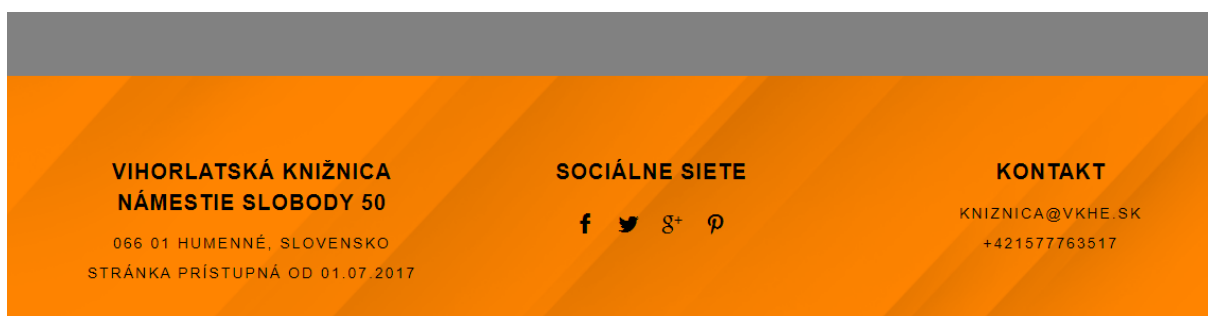 VIHORLATSKÁ KNIŽNICA
NÁMESTIE SLOBODY 50
066 01 HUMENNÉ, SLOVENSKO
STRÁNKA PRÍSTUPNÁ OD 01.07.2017
SOCIÁLNE SIETE
f g+
KONTAKT
KNIZNICA@VKHE.SK
+421577763517